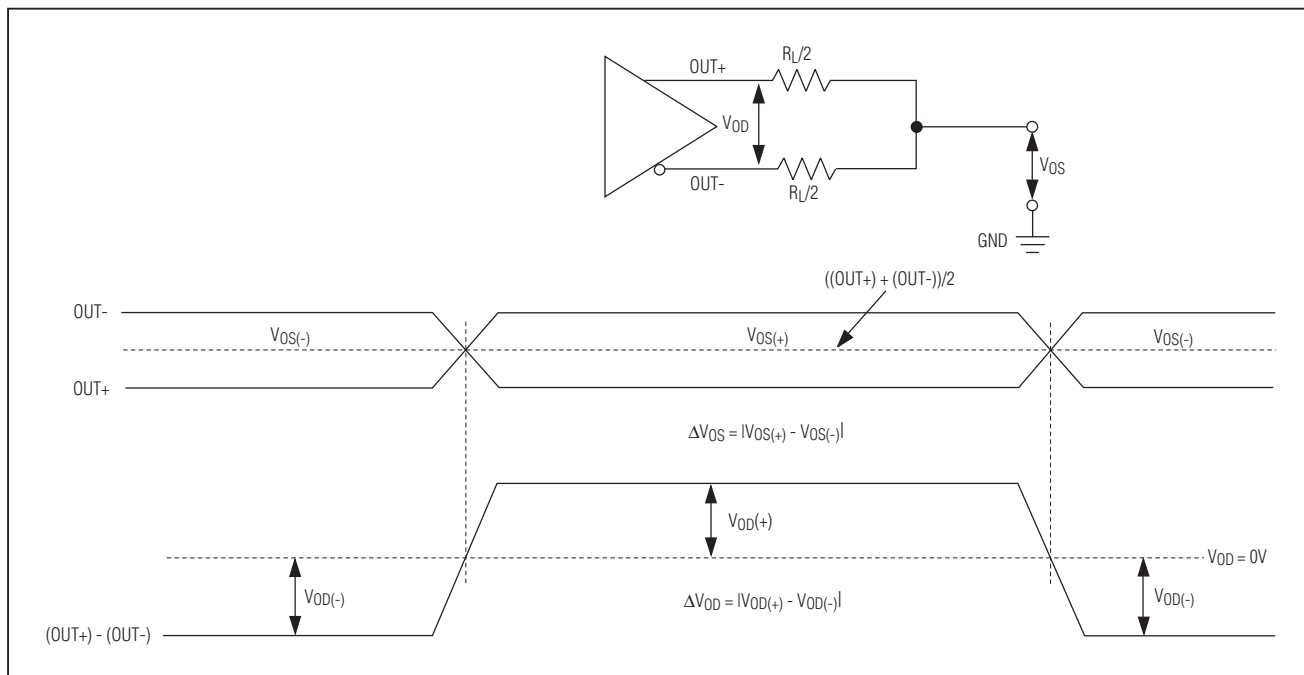 OUT+
RL/2
VOD
OUT-
RL/2
VOS
GND
((OUT+) + (OUT-))/2
OUT-
VOS(-)
VOS(+)
VOS(-)
OUT+
ΔVOS = |VOS(+) - VOS(-)|
VOD(+)
VOD = 0V
VOD(-)
ΔVOD = |VOD(+) - VOD(-)|
VOD(-)
(OUT+) - (OUT-)